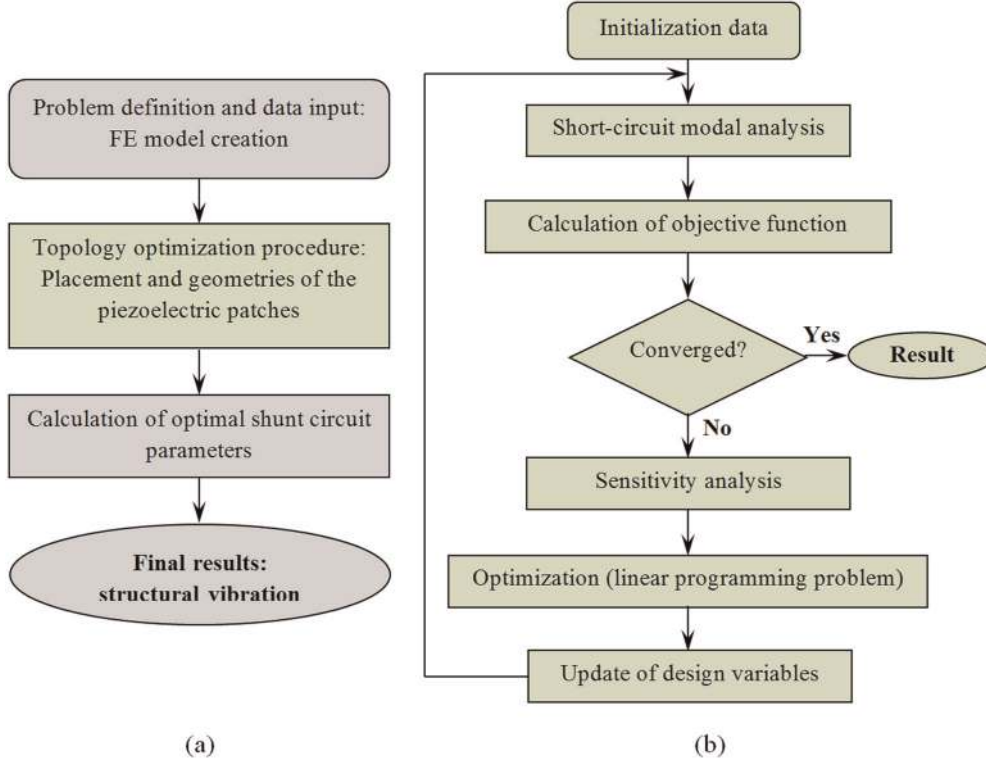 Problem definition and data input:
FE model creation
Topology optimization procedure:
Placement and geometries of the
piezoelectric patches
Calculation of optimal shunt circuit
parameters
Final results:
structural vibration
(a)
Initialization data
Short-circuit modal analysis
Calculation of objective function
Converged?
Yes
Result
No
Sensitivity analysis
Optimization (linear programming problem)
Update of design variables
(b)